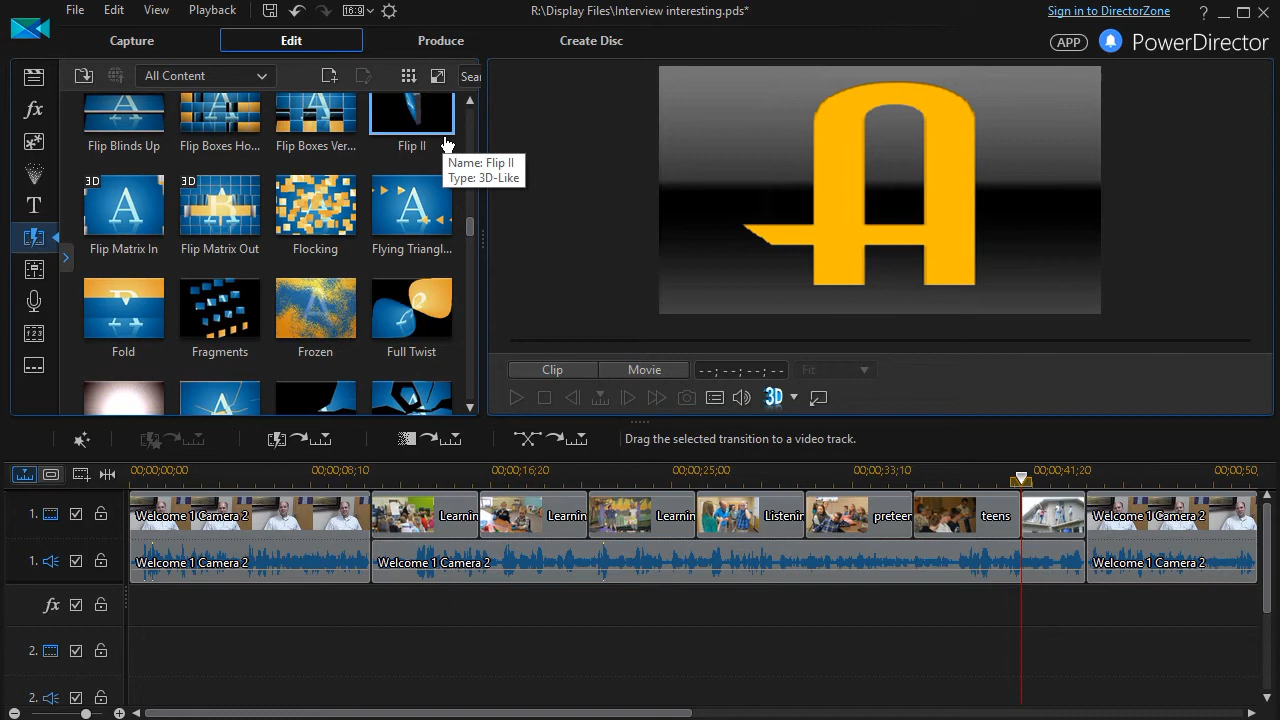 File Edit View Playback 16:9 R:\Display Files\Interview interesting.pds* Sign in to DirectorZone ?
Capture Edit Produce Create Disc APP PowerDirector
All Content Sear
Flip Blinds Up Flip Boxes Ho... Flip Boxes Ver... Flip II
Name: Flip II
Type: 3D-Like
3D 3D
Flip Matrix In Flip Matrix Out Flocking Flying Triangl...
Fold Fragments Frozen Full Twist
Clip Movie --;--;--;-- Fit
3D
Drag the selected transition to a video track.
00;00;00;00 00;00;08;10 00;00;16;20 00;00;25;00 00;00;33;10 00;00;41;20 00;00;50
1. Welcome 1 Camera 2 Learnin Learnin Learnin Listenin preteer teens Welcome 1 Camera 2
1. Welcome 1 Camera 2 Welcome 1 Camera 2 Welcome 1 Camera 2
fx
2.
2.